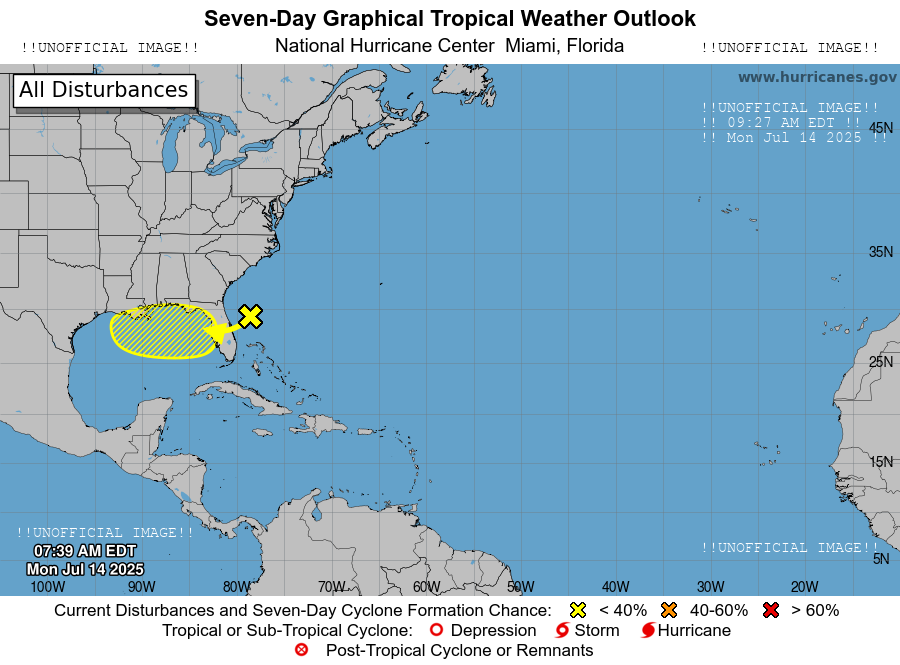 Seven-Day Graphical Tropical Weather Outlook
!!UNOFFICIAL IMAGE!! National Hurricane Center Miami, Florida !!UNOFFICIAL IMAGE!!
All Disturbances
www.hurricanes.gov
!!UNOFFICIAL IMAGE!!
!! 09:27 AM EDT !!
!! Mon Jul 14 2025 !!
45N
35N
25N
15N
!!UNOFFICIAL IMAGE!!
07:39 AM EDT
Mon Jul 14 2025
!!UNOFFICIAL IMAGE!!
5N
100W 90W 80W 70W 60W 50W 40W 30W 20W
Current Disturbances and Seven-Day Cyclone Formation Chance: < 40% 40-60% > 60%
Tropical or Sub-Tropical Cyclone: Depression Storm Hurricane
Post-Tropical Cyclone or Remnants